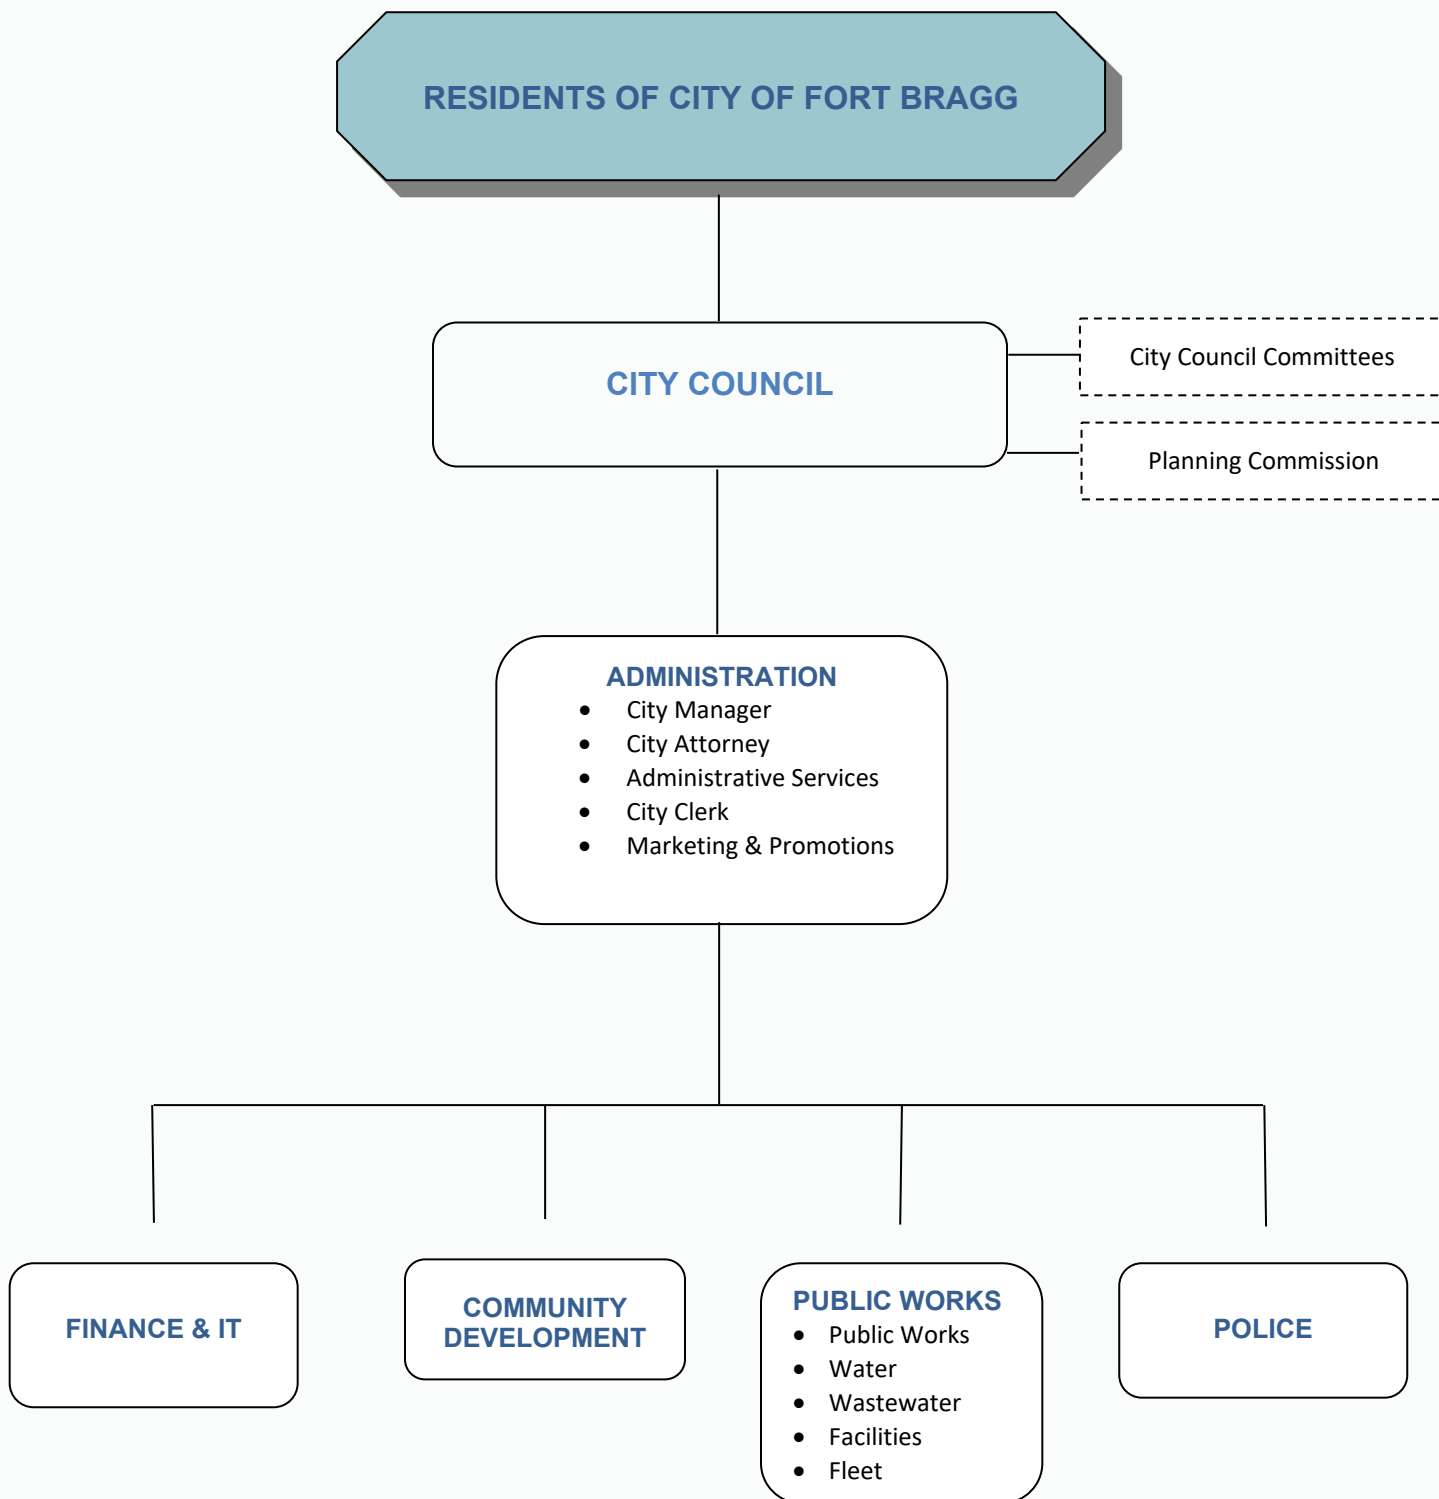 RESIDENTS OF CITY OF FORT BRAGG
CITY COUNCIL
City Council Committees
Planning Commission
ADMINISTRATION
• City Manager
• City Attorney
• Administrative Services
• City Clerk
• Marketing & Promotions
FINANCE & IT
COMMUNITY
DEVELOPMENT
PUBLIC WORKS
• Public Works
• Water
• Wastewater
• Facilities
• Fleet
POLICE